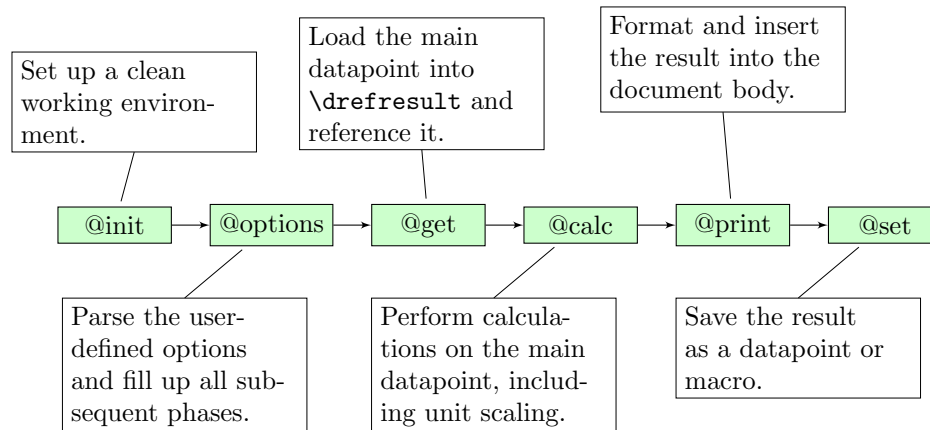 Set up a clean
working environ-
ment.
Load the main
datapoint into
\drefresult and
reference it.
Format and insert
the result into the
document body.
@init
@options
@get
@calc
@print
@set
Parse the user-
defined options
and fill up all sub-
sequent phases.
Perform calcula-
tions on the main
datapoint, includ-
ing unit scaling.
Save the result
as a datapoint or
macro.